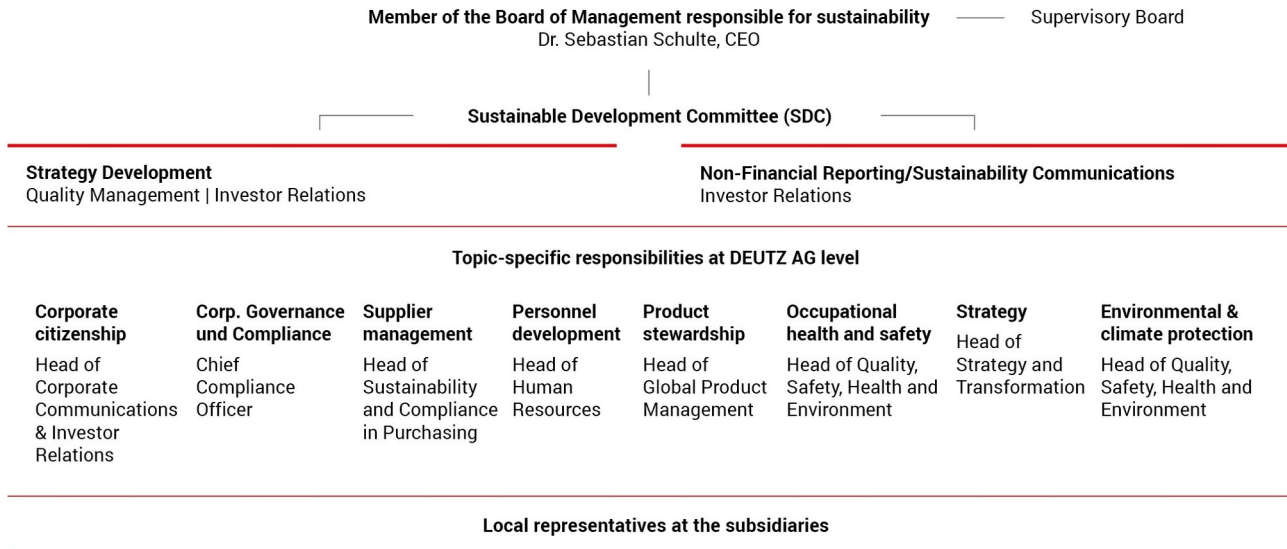 Member of the Board of Management responsible for sustainability
Supervisory Board
Dr. Sebastian Schulte, CEO
Sustainable Development Committee (SDC)
Strategy Development
Quality Management | Investor Relations
Non-Financial Reporting/Sustainability Communications
Investor Relations
Topic-specific responsibilities at DEUTZ AG level
Corporate
citizenship
Head of
Corporate
Communications
& Investor
Relations
Corp. Governance
und Compliance
Chief
Compliance
Officer
Supplier
management
Head of
Sustainability
and Compliance
in Purchasing
Personnel
development
Head of
Human
Resources
Product
stewardship
Head of
Global Product
Management
Occupational
health and safety
Head of Quality,
Safety, Health and
Environment
Strategy
Head of
Strategy and
Transformation
Environmental &
climate protection
Head of Quality,
Safety, Health and
Environment
Local representatives at the subsidiaries